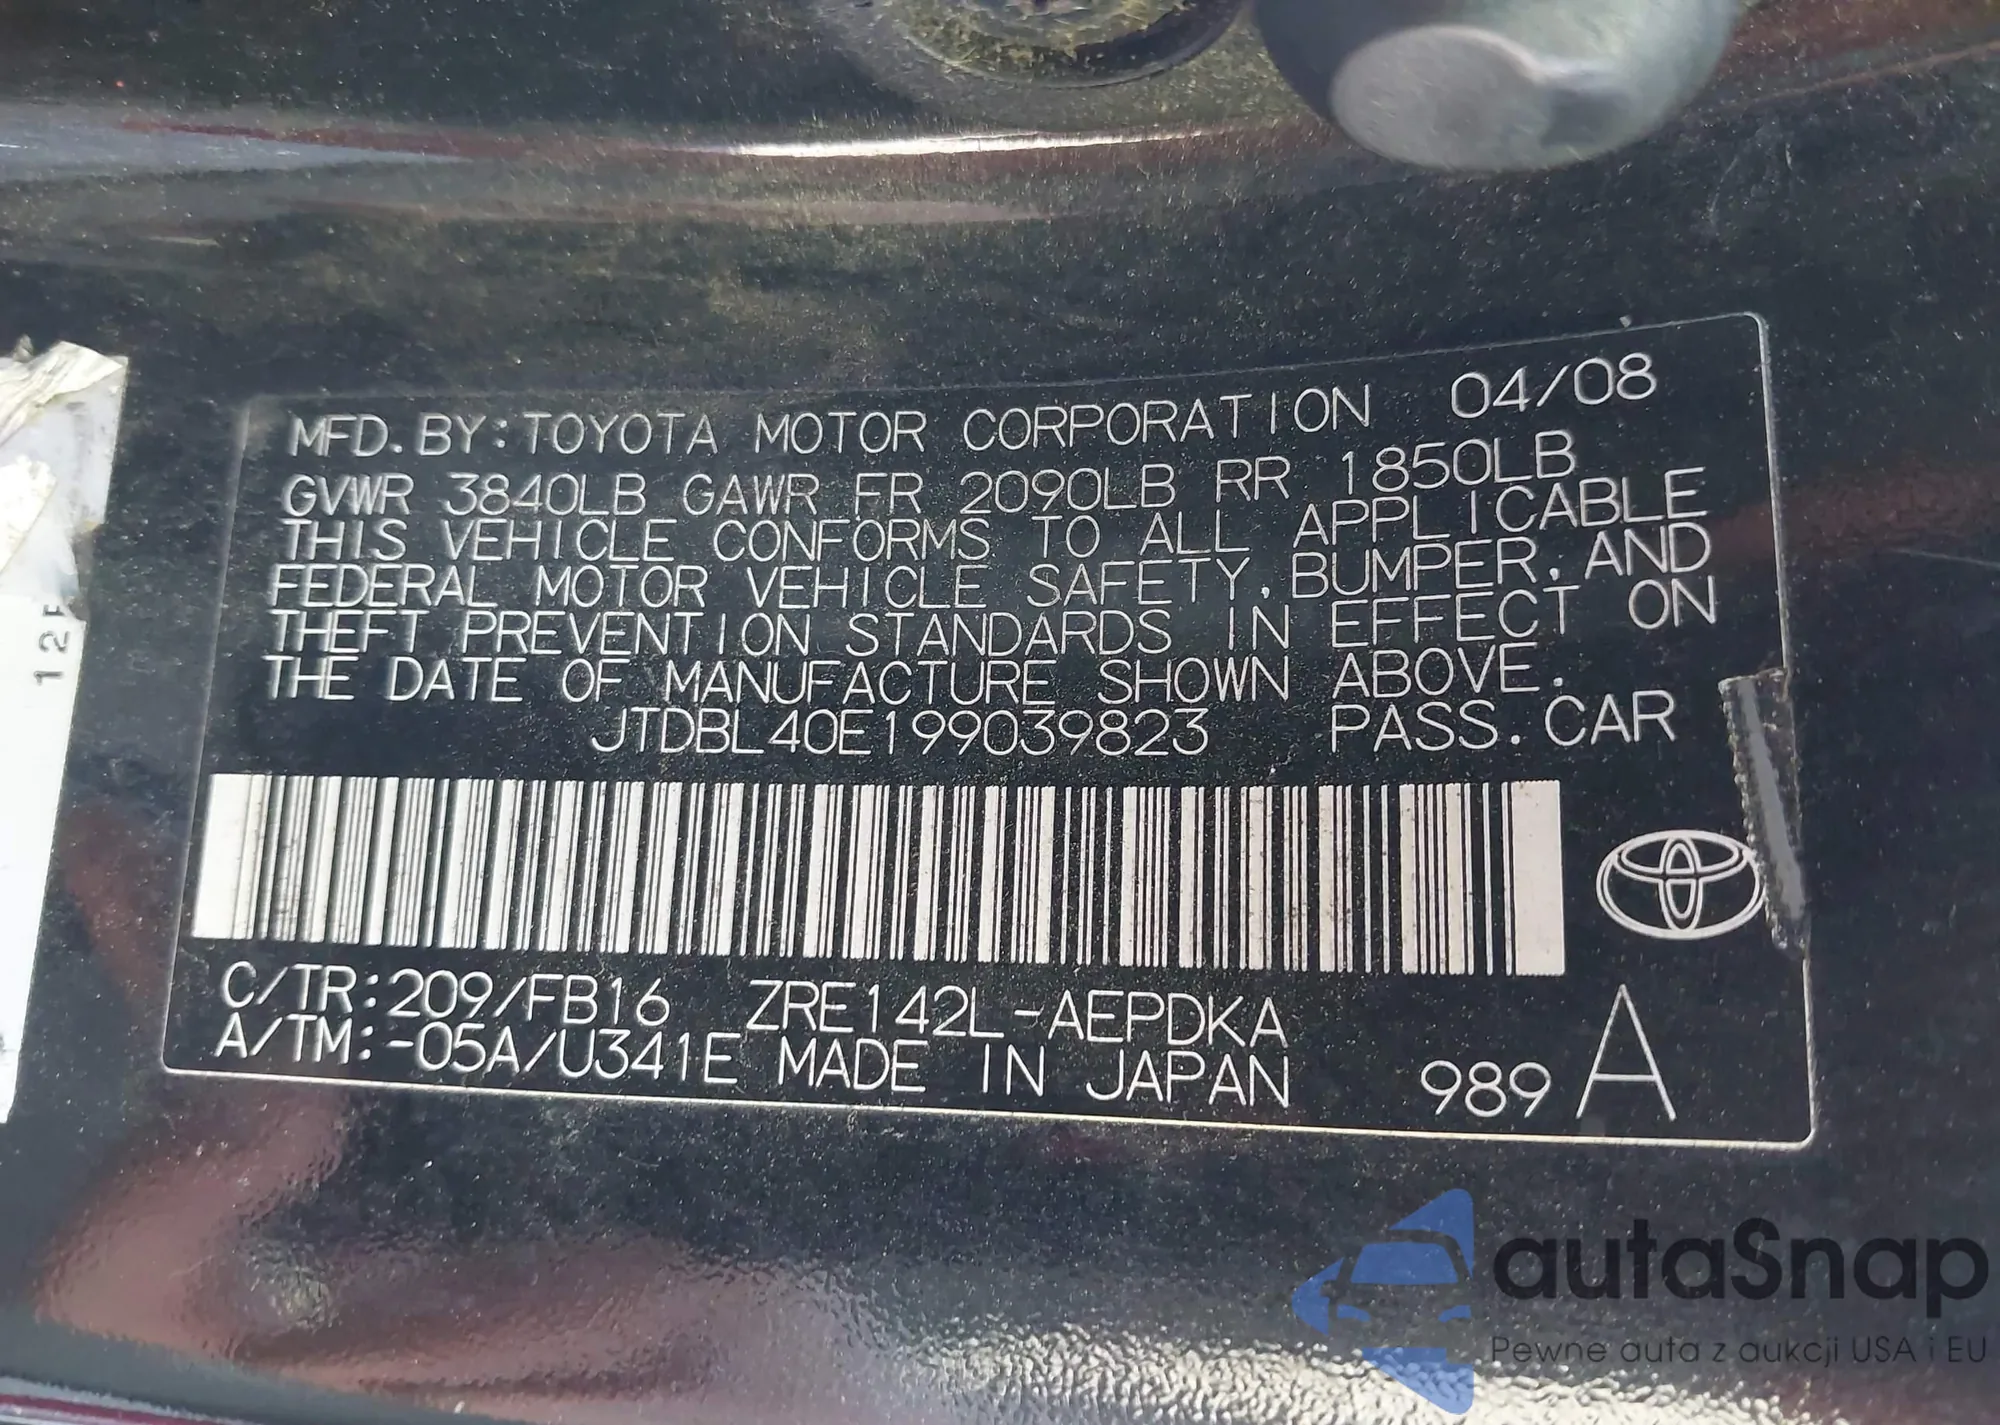 MFD. BY: TOYOTA MOTOR CORPORATION 04/08
GVWR 3840LB GAWR FR 2090LB RR 1850LB
THIS VEHICLE CONFORMS TO ALL APPLICABLE
FEDERAL MOTOR VEHICLE SAFETY, BUMPER, AND
THEFT PREVENTION STANDARDS IN EFFECT ON
THE DATE OF MANUFACTURE SHOWN ABOVE.
JTDBL40E199039823 PASS. CAR
C/TR:209/FB16 ZRE142L-AEPDKA
A/TM:-05A/U341E MADE IN JAPAN 989 A
autaSnap
Pewne auta z aukcji USA i EU